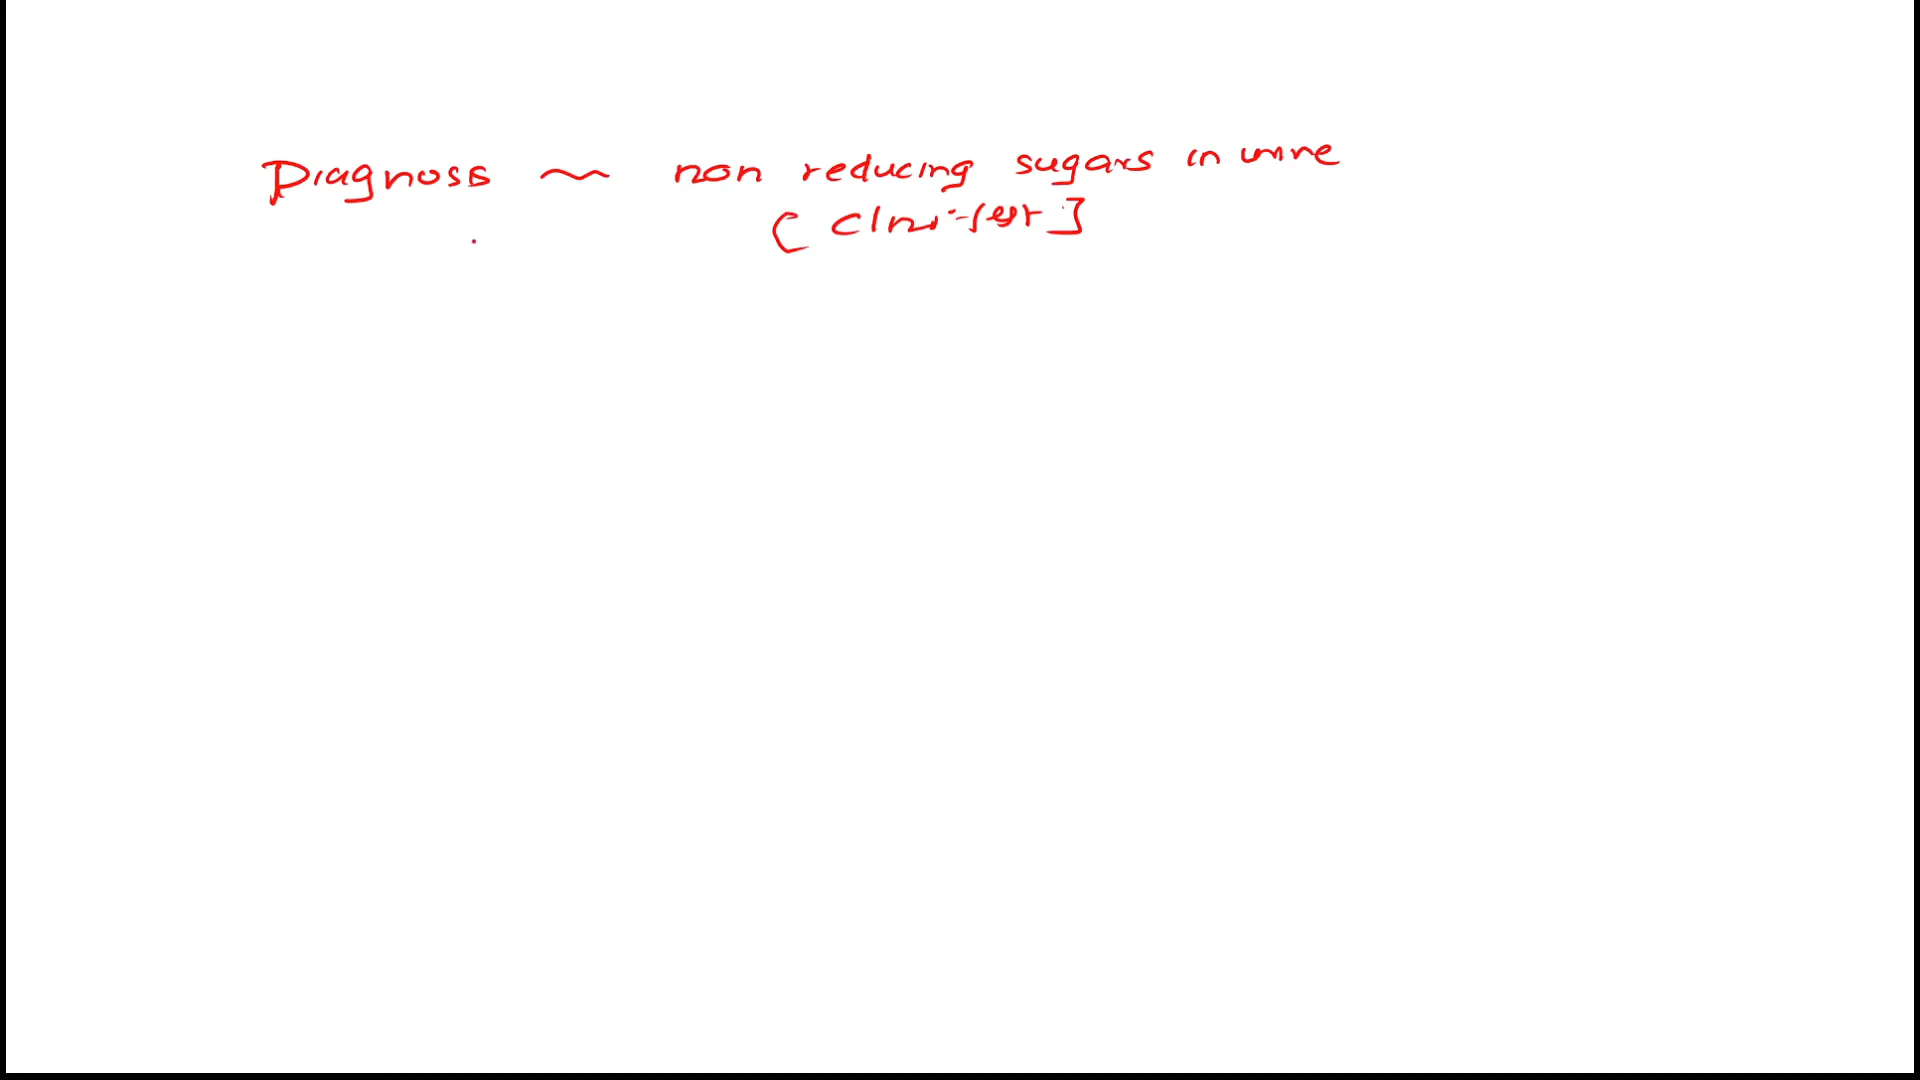 Diagnosis ~ non reducing sugars in urine
[ Clini-test ]